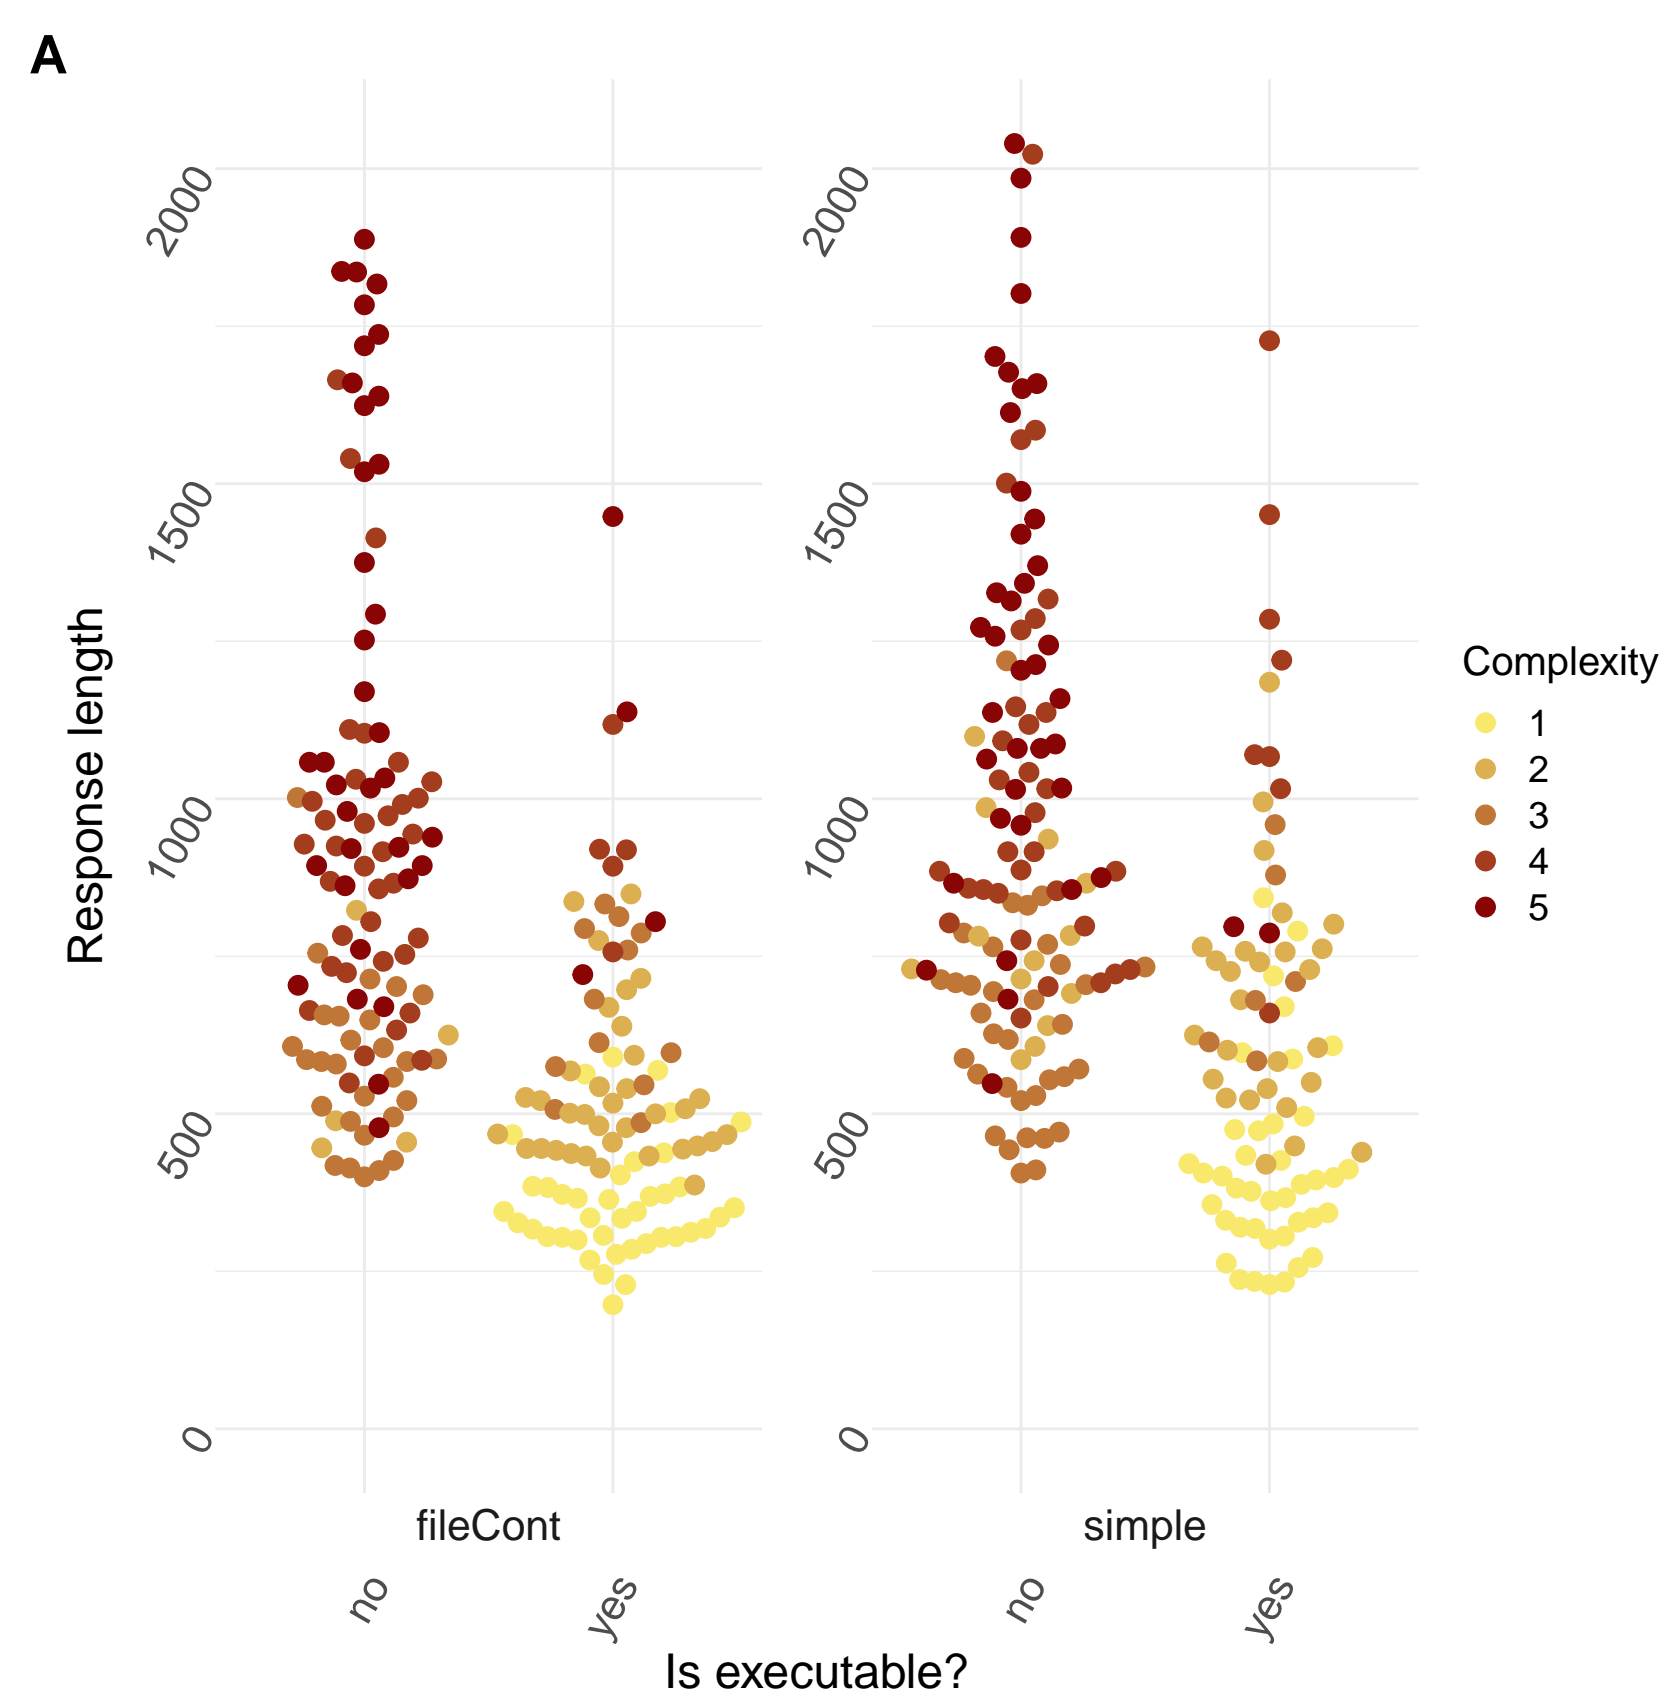 A
Response length
2000
1500
1000
500
0
2000
1500
1000
500
0
fileCont
simple
no
yes
no
yes
Is executable?
Complexity
1
2
3
4
5